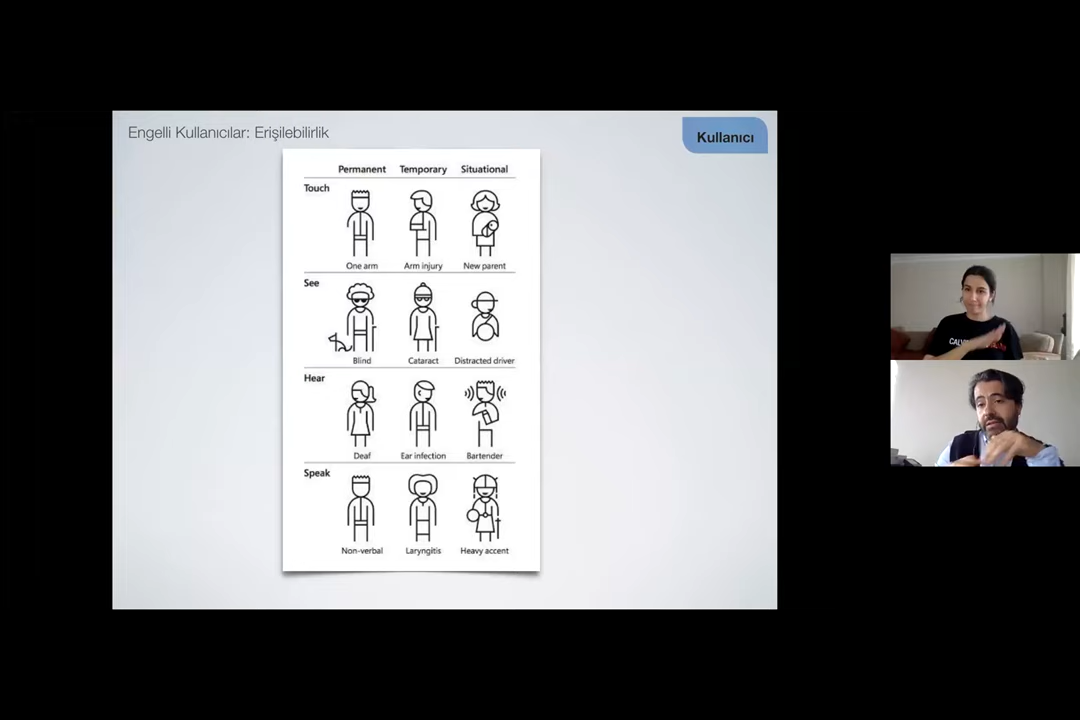 Engelli Kullanıcılar: Erişilebilirlik
Kullanıcı
Permanent Temporary Situational
Touch
One arm Arm injury New parent
See
Blind Cataract Distracted driver
Hear
Deaf Ear infection Bartender
Speak
Non-verbal Laryngitis Heavy accent